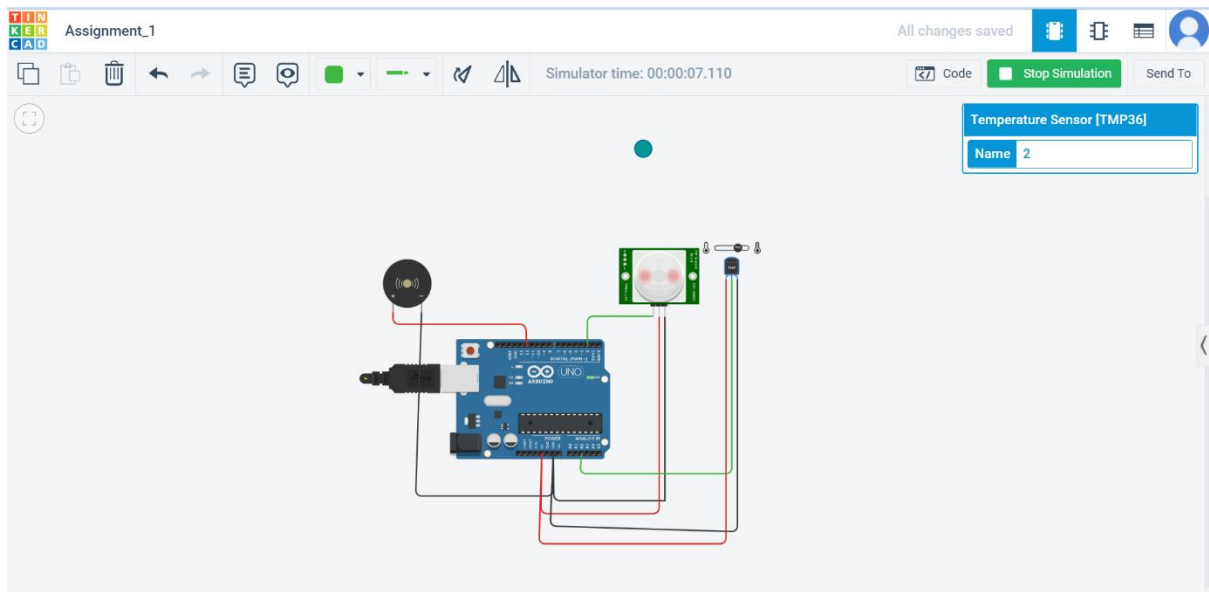 TIN
KER
CAD
Assignment_1
All changes saved
Simulator time: 00:00:07.110
Code
Stop Simulation
Send To
Temperature Sensor [TMP36]
Name 2
+ -
DIGITAL (PWM~)
UNO
ARDUINO
POWER ANALOG IN